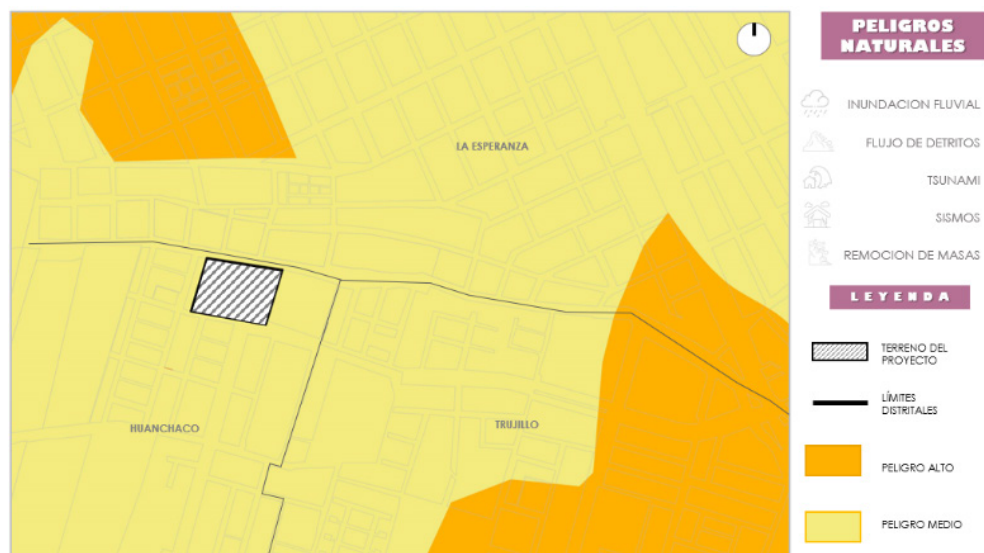 PELIGROS
NATURALES
INUNDACION FLUVIAL
FLUJO DE DETRITOS
TSUNAMI
SISMOS
REMOCION DE MASAS
LEYENDA
TERRENO DEL
PROYECTO
LÍMITES
DISTRITALES
PELIGRO ALTO
PELIGRO MEDIO
LA ESPERANZA
HUANCHACO
TRUJILLO